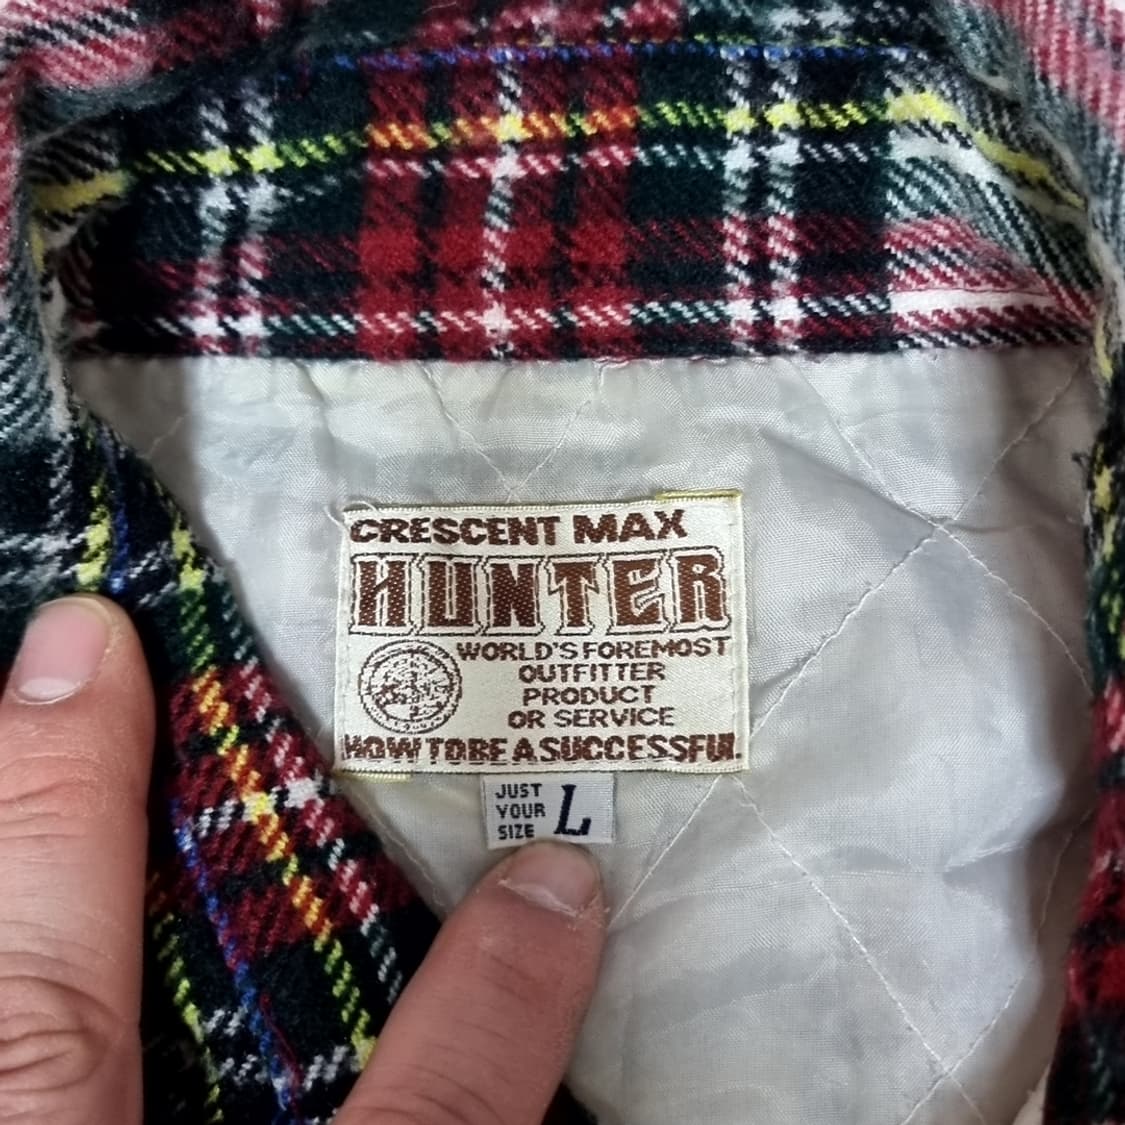 CRESCENT MAX
HUNTER
WORLD'S FOREMOST
OUTFITTER
PRODUCT
OR SERVICE
HOW TO BE A SUCCESSFUL.
JUST
YOUR
SIZE
L